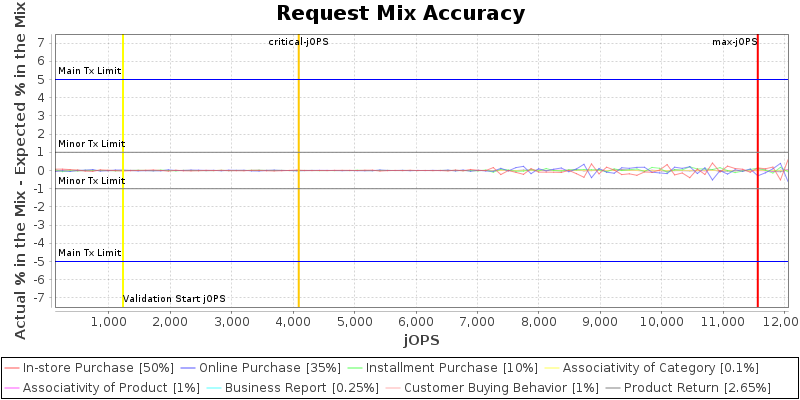 Request Mix Accuracy
Actual % in the Mix - Expected % in the Mix
7
6
5
4
3
2
1
0
-1
-2
-3
-4
-5
-6
-7
critical-jOPS
max-jOPS
Main Tx Limit
Minor Tx Limit
Minor Tx Limit
Main Tx Limit
Validation Start jOPS
1,000 2,000 3,000 4,000 5,000 6,000 7,000 8,000 9,000 10,000 11,000 12,00
jOPS
In-store Purchase [50%] Online Purchase [35%] Installment Purchase [10%] Associativity of Category [0.1%]
Associativity of Product [1%] Business Report [0.25%] Customer Buying Behavior [1%] Product Return [2.65%]